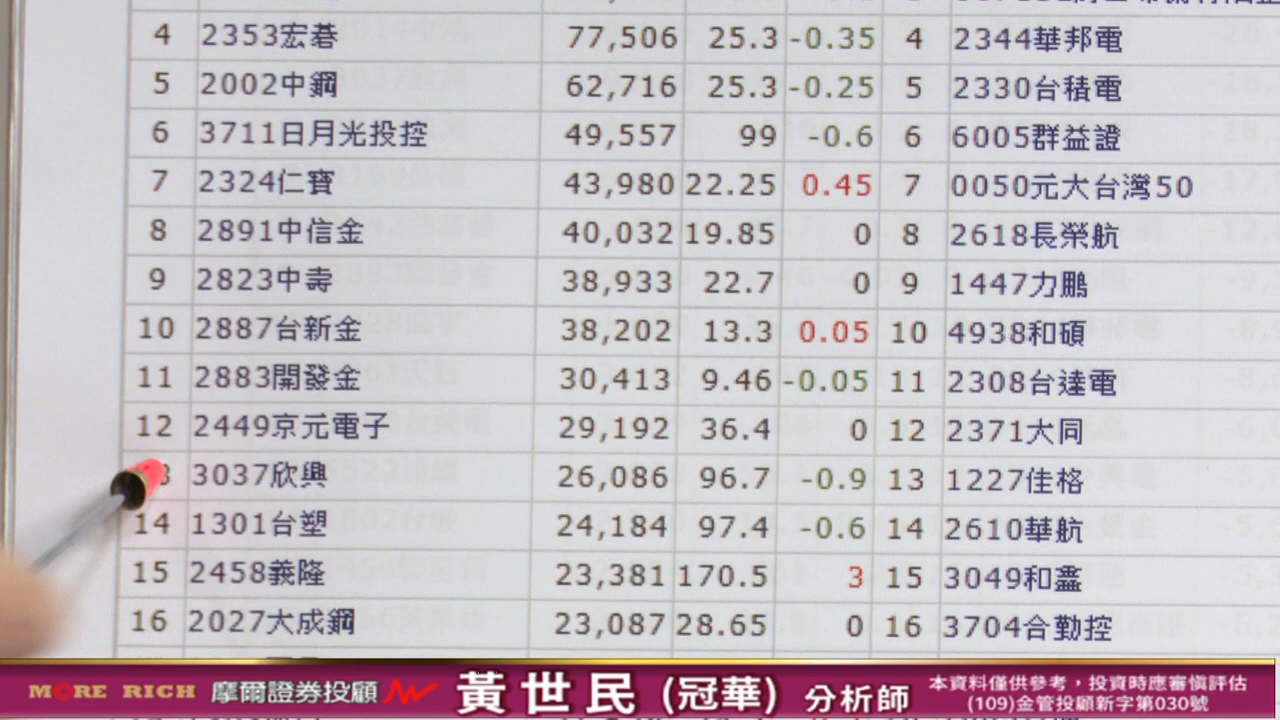 4 2353宏碁 77,506 25.3 -0.35 4 2344華邦電
5 2002中鋼 62,716 25.3 -0.25 5 2330台積電
6 3711日月光投控 49,557 99 -0.6 6 6005群益證
7 2324仁寶 43,980 22.25 0.45 7 0050元大台灣50
8 2891中信金 40,032 19.85 0 8 2618長榮航
9 2823中壽 38,933 22.7 0 9 1447力鵬
10 2887台新金 38,202 13.3 0.05 10 4938和碩
11 2883開發金 30,413 9.46 -0.05 11 2308台達電
12 2449京元電子 29,192 36.4 0 12 2371大同
3 3037欣興 26,086 96.7 -0.9 13 1227佳格
14 1301台塑 24,184 97.4 -0.6 14 2610華航
15 2458義隆 23,381 170.5 3 15 3049和鑫
16 2027大成鋼 23,087 28.65 0 16 3704合勤控
MORE RICH 摩爾證券投顧 黃世民(冠華)分析師 本資料僅供參考，投資時應審慎評估
(109)金管投顧新字第030號